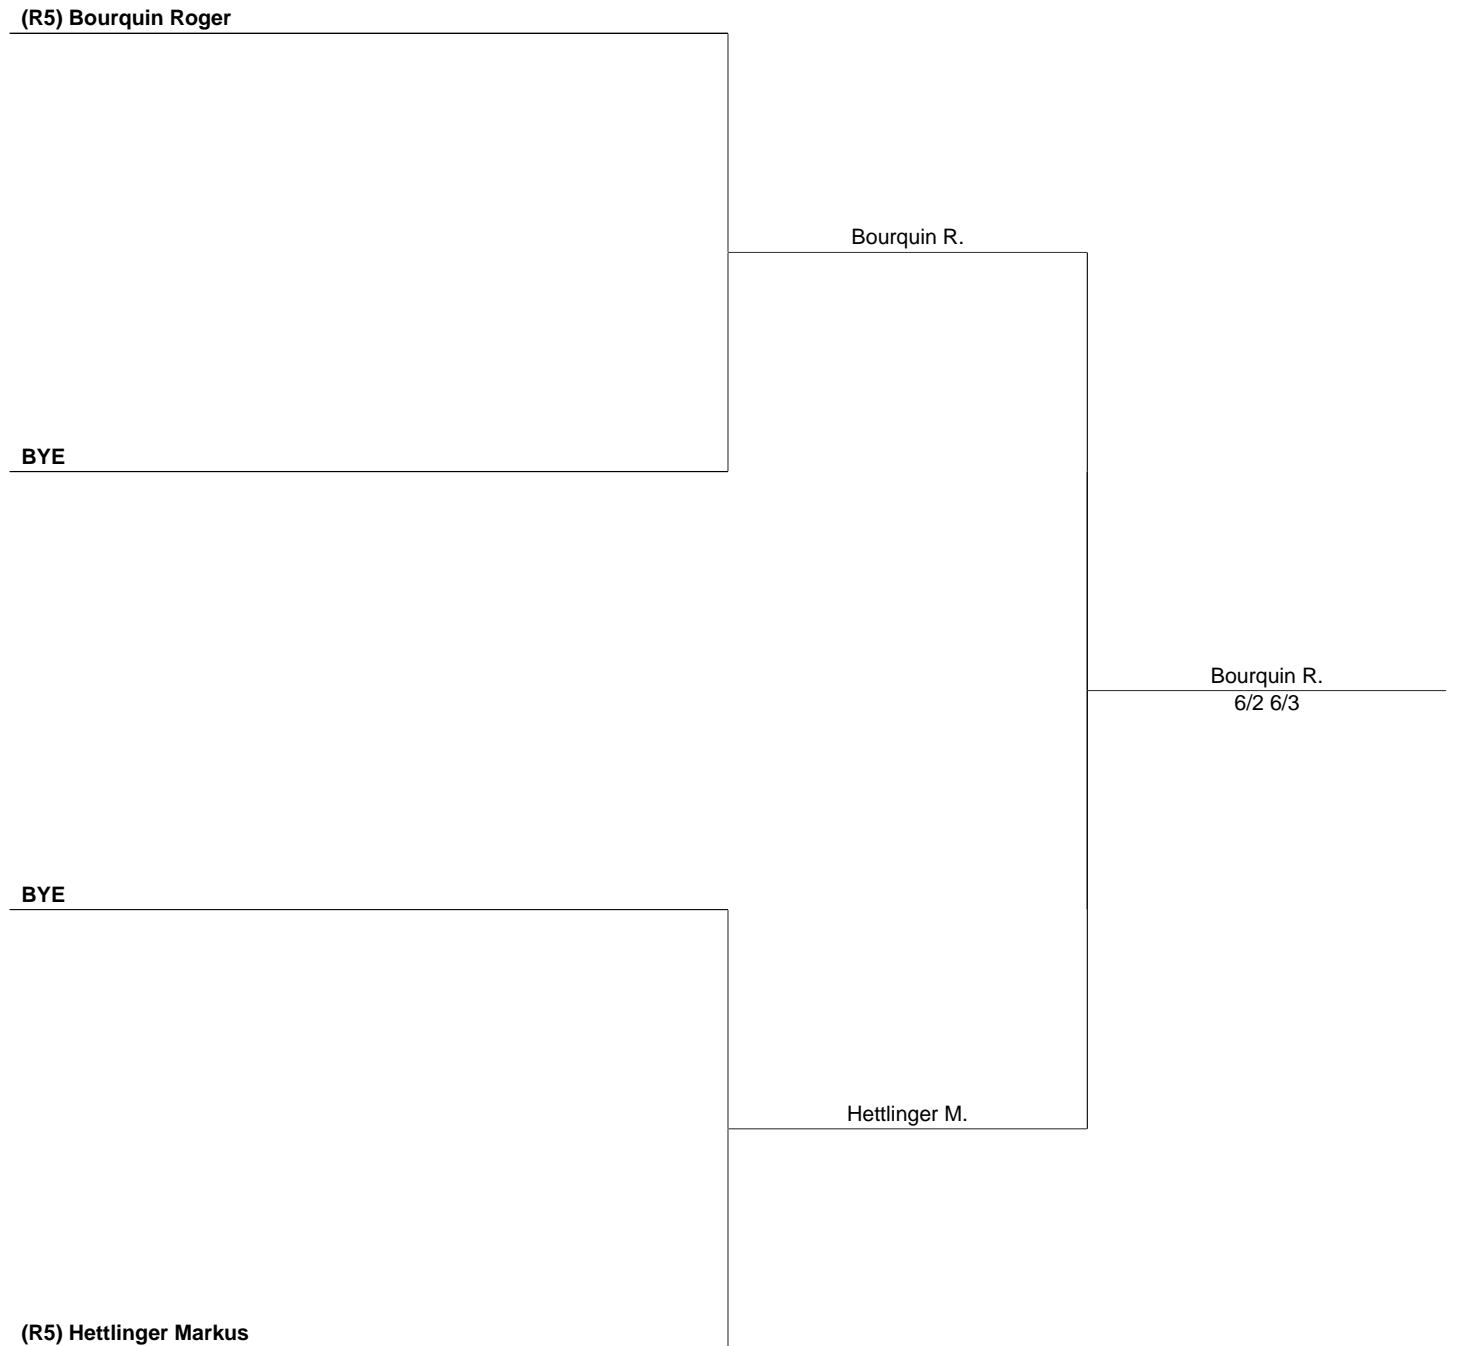 (R5) Bourquin Roger
Bourquin R.
BYE
Bourquin R.
6/2 6/3
BYE
Hettlinger M.
(R5) Hettlinger Markus